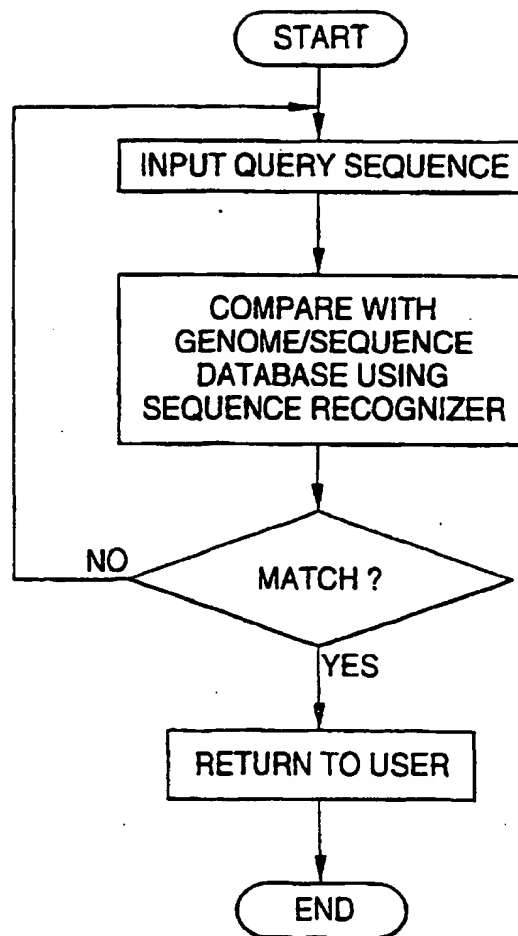 START
INPUT QUERY SEQUENCE
COMPARE WITH
GENOME/SEQUENCE
DATABASE USING
SEQUENCE RECOGNIZER
NO
MATCH ?
YES
RETURN TO USER
END